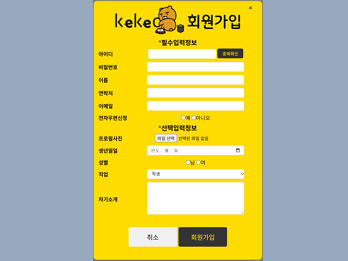 ×
kekeo 회원가입
*필수입력정보
아이디 중복확인
비밀번호
이름
연락처
이메일
전자우편신청 예 아니오
*선택입력정보
프로필사진 파일 선택 선택된 파일 없음
생년월일 연도. 월. 일.
성별 남 여
직업 학생
자기소개
취소 회원가입